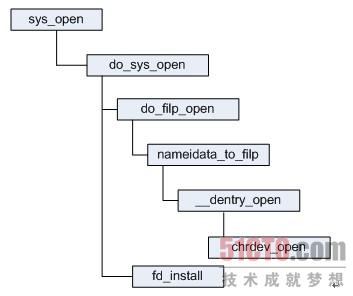 sys_open
do_sys_open
do_filp_open
nameidata_to_filp
__dentry_open
chrdev_open
51CTO.com
fd_install
技术成就梦想